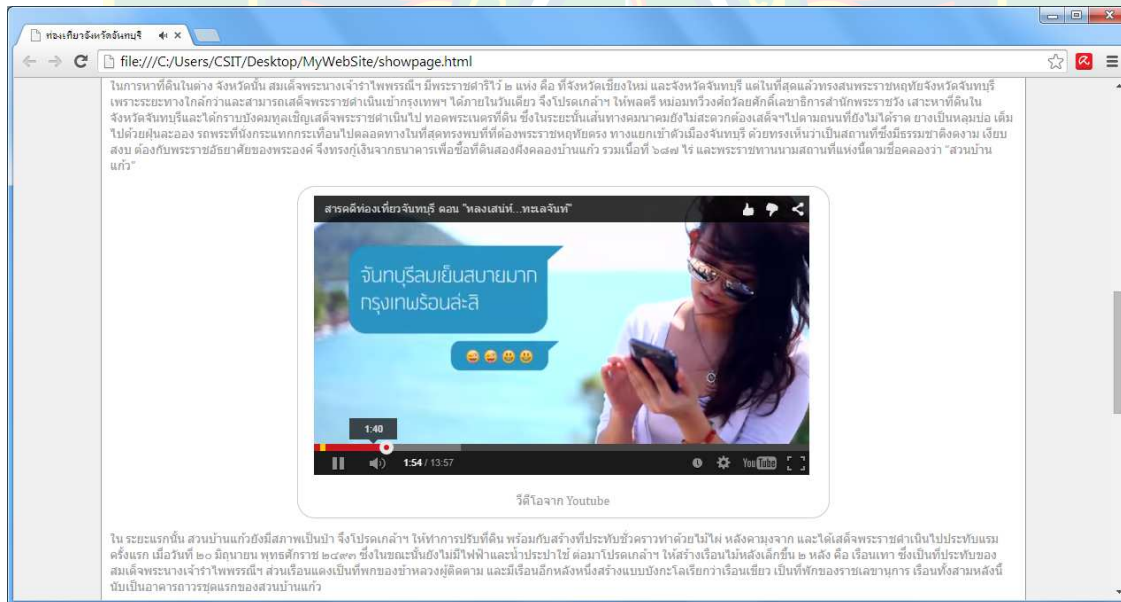 ท่องเที่ยวจังหวัดจันทบุรี
file:///C:/Users/CSIT/Desktop/MyWebSite/showpage.html
ในการหาที่ดินในต่าง จังหวัดนั้น สมเด็จพระนางเจ้ารำไพพรรณีฯ มีพระราชดำริไว้ ๒ แห่ง คือ ที่จังหวัดเชียงใหม่ และจังหวัดจันทบุรี แต่ในที่สุดแล้วทรงสนพระราชหฤทัยจังหวัดจันทบุรี
เพราะระยะทางใกล้กว่าและสามารถเสด็จพระราชดำเนินเข้ากรุงเทพฯ ได้ภายในวันเดียว จึงโปรดเกล้าฯ ให้พลตรี หม่อมทวีวงศ์ถวัลยศักดิ์เลขาธิการสำนักพระราชวัง เสาะหาที่ดินใน
จังหวัดจันทบุรีและได้กราบบังคมทูลเชิญเสด็จพระราชดำเนินไป ทอดพระเนตรที่ดิน ซึ่งในระยะนั้นเส้นทางคมนาคมยังไม่สะดวกต้องเสด็จฯไปตามถนนที่ยังไม่ได้ราด ยางเป็นหลุมบ่อ เต็ม
ไปด้วยฝุ่นละออง รถพระที่นั่งกระแทกกระเทือนไปตลอดทางในที่สุดทรงพบที่ที่ต้องพระราชหฤทัยตรง ทางแยกเข้าตัวเมืองจันทบุรี ด้วยทรงเห็นว่าเป็นสถานที่ซึ่งมีธรรมชาติงดงาม เงียบ
สงบ ต้องกับพระราชอัธยาศัยของพระองค์ จึงทรงกู้เงินจากธนาคารเพื่อซื้อที่ดินสองฝั่งคลองบ้านแก้ว รวมเนื้อที่ ๖๘๗ ไร่ และพระราชทานนามสถานที่แห่งนี้ตามชื่อคลองว่า "สวนบ้าน
แก้ว"
สารคดีท่องเที่ยวจันทบุรี ตอน "หลงเสน่ห์...ทะเลจันท์"
จันทบุรีลมเย็นสบายมาก
กรุงเทพร้อนล่ะสิ
1:40
1:54 / 13:57
YouTube
วีดีโอจาก Youtube
ใน ระยะแรกนั้น สวนบ้านแก้วยังมีสภาพเป็นป่า จึงโปรดเกล้าฯ ให้ทำการปรับที่ดิน พร้อมกับสร้างที่ประทับชั่วคราวทำด้วยไม้ไผ่ หลังคามุงจาก และได้เสด็จพระราชดำเนินไปประทับแรม
ครั้งแรก เมื่อวันที่ ๒๐ มิถุนายน พุทธศักราช ๒๔๙๓ ซึ่งในขณะนั้นยังไม่มีไฟฟ้าและน้ำประปาใช้ ต่อมาโปรดเกล้าฯ ให้สร้างเรือนไม้หลังเล็กขึ้น ๒ หลัง คือ เรือนเทา ซึ่งเป็นที่ประทับของ
สมเด็จพระนางเจ้ารำไพพรรณีฯ ส่วนเรือนแดงเป็นที่พักของข้าหลวงผู้ติดตาม และมีเรือนอีกหลังหนึ่งสร้างแบบบังกะโลเรียกว่าเรือนเขียว เป็นที่พักของราชเลขานุการ เรือนทั้งสามหลังนี้
นับเป็นอาคารถาวรชุดแรกของสวนบ้านแก้ว